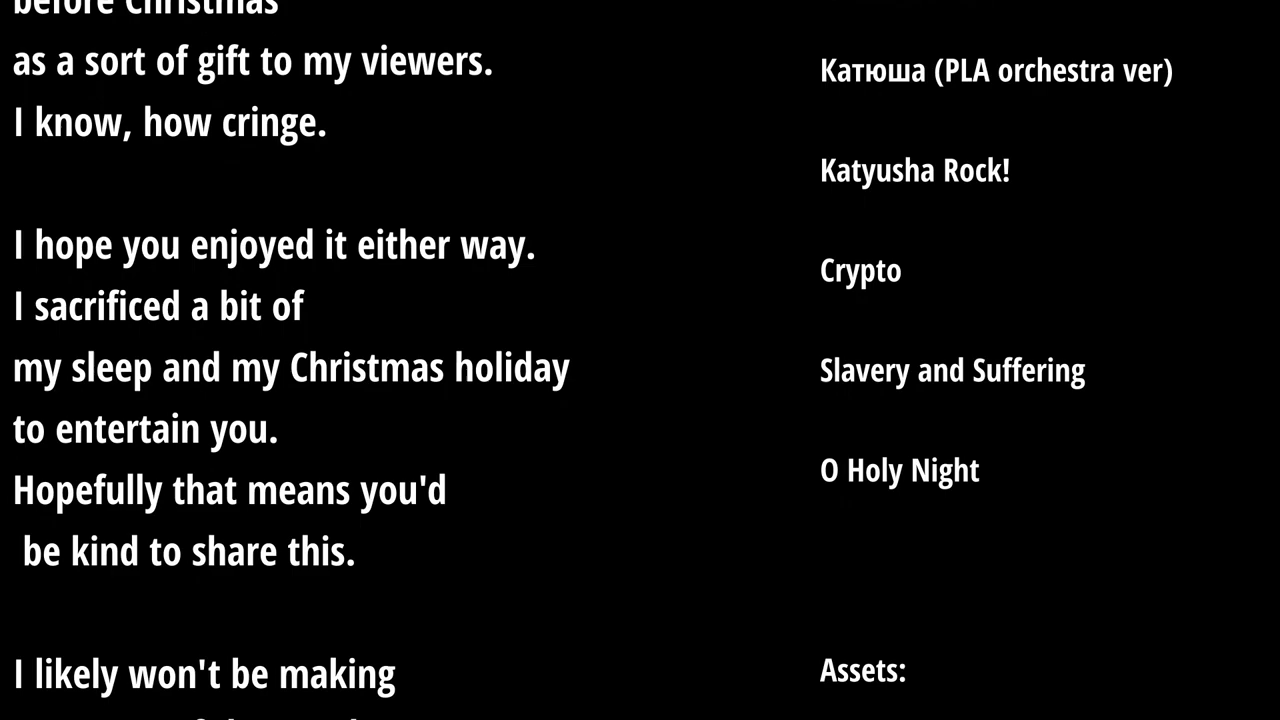 before Christmas
as a sort of gift to my viewers.
I know, how cringe.
I hope you enjoyed it either way.
I sacrificed a bit of
my sleep and my Christmas holiday
to entertain you.
Hopefully that means you'd
be kind to share this.
I likely won't be making
Катюша (PLA orchestra ver)
Katyusha Rock!
Crypto
Slavery and Suffering
O Holy Night
Assets: